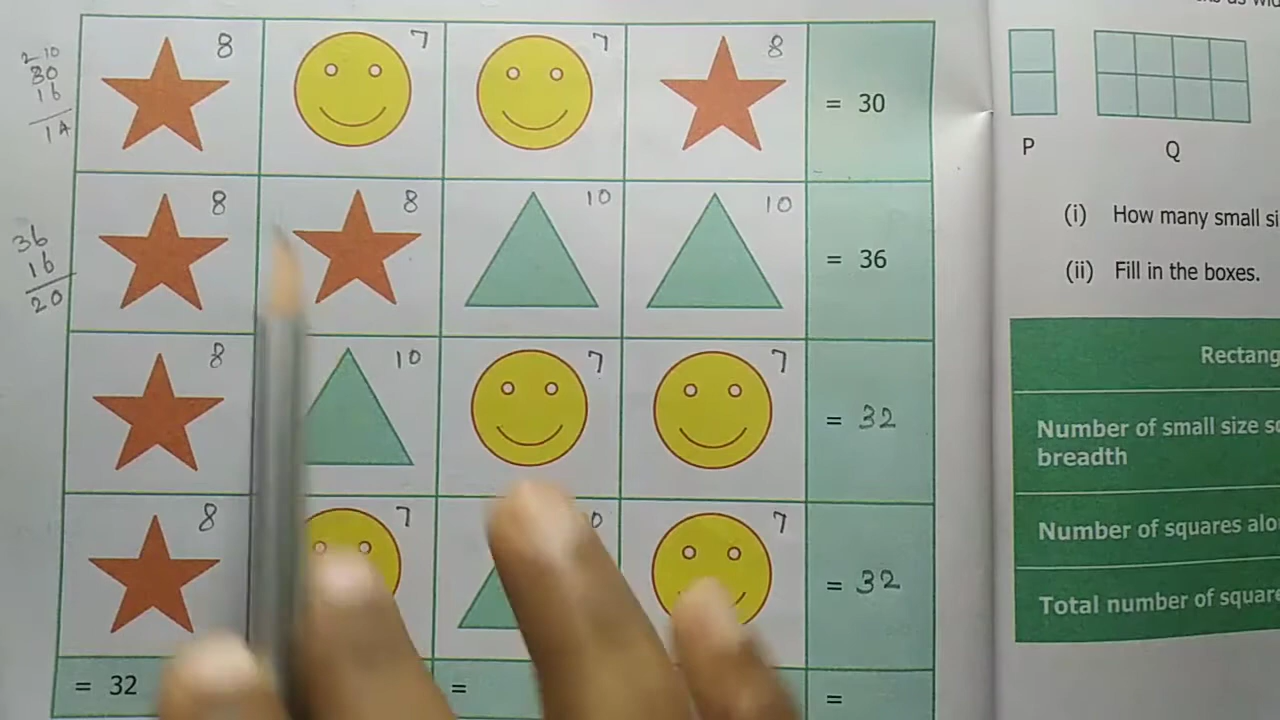 8 7 7 8 = 30
2 10
30
16
14
8 8 10 10 = 36
36
16
20
8 10 7 7 = 32
8 7 0 7 = 32
= 32 = =
P Q
(i) How many small si
(ii) Fill in the boxes.
Rectang
Number of small size
breadth
Number of squares alo
Total number of square